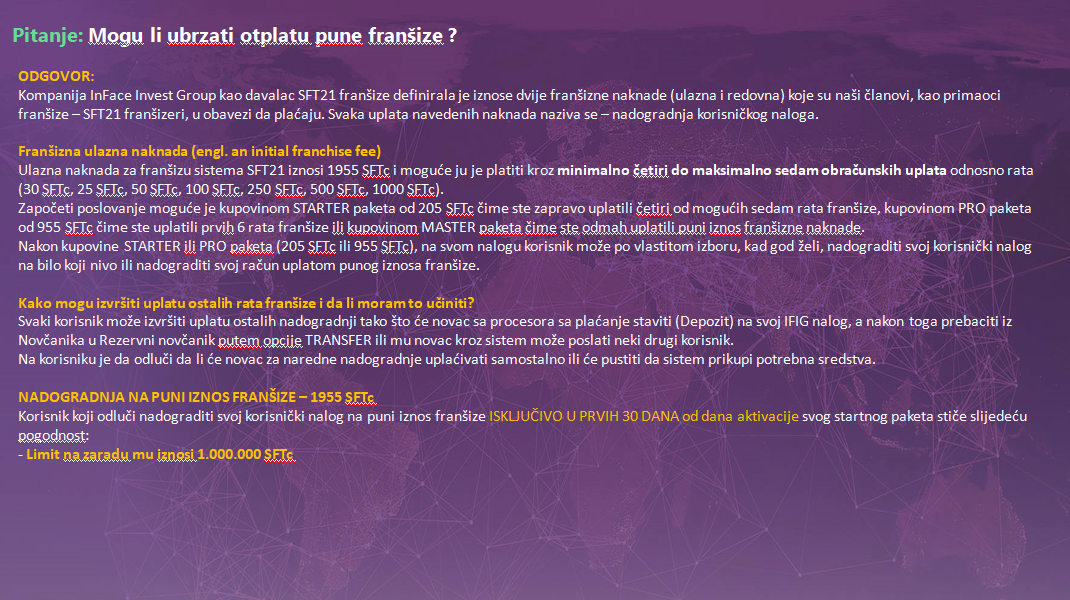 Pitanje: Mogu li ubrzati otplatu pune franšize ?
ODGOVOR:
Kompanija InFace Invest Group kao davalac SFT21 franšize definirala je iznose dvije franšizne naknade (ulazna i redovna) koje su naši članovi, kao primaoci
franšize – SFT21 franšizeri, u obavezi da plaćaju. Svaka uplata navedenih naknada naziva se – nadogradnja korisničkog naloga.
Franšizna ulazna naknada (engl. an initial franchise fee)
Ulazna naknada za franšizu sistema SFT21 iznosi 1955 SFTc i moguće ju je platiti kroz minimalno četiri do maksimalno sedam obračunskih uplata odnosno rata
(30 SFTc, 25 SFTc, 50 SFTc, 100 SFTc, 250 SFTc, 500 SFTc, 1000 SFTc).
Započeti poslovanje moguće je kupovinom STARTER paketa od 205 SFTc čime ste zapravo uplatili četiri od mogućih sedam rata franšize, kupovinom PRO paketa
od 955 SFTc čime ste uplatili prvih 6 rata franšize ili kupovinom MASTER paketa čime ste odmah uplatili puni iznos franšizne naknade.
Nakon kupovine STARTER ili PRO paketa (205 SFTc ili 955 SFTc), na svom nalogu korisnik može po vlastitom izboru, kad god želi, nadograditi svoj korisnički nalog
na bilo koji nivo ili nadograditi svoj račun uplatom punog iznosa franšize.
Kako mogu izvršiti uplatu ostalih rata franšize i da li moram to učiniti?
Svaki korisnik može izvršiti uplatu ostalih nadogradnji tako što će novac sa procesora sa plaćanje staviti (Depozit) na svoj IFIG nalog, a nakon toga prebaciti iz
Novčanika u Rezervni novčanik putem opcije TRANSFER ili mu novac kroz sistem može poslati neki drugi korisnik.
Na korisniku je da odluči da li će novac za naredne nadogradnje uplaćivati samostalno ili će pustiti da sistem prikupi potrebna sredstva.
NADOGRADNJA NA PUNI IZNOS FRANŠIZE – 1955 SFTc
Korisnik koji odluči nadograditi svoj korisnički nalog na puni iznos franšize ISKLJUČIVO U PRVIH 30 DANA od dana aktivacije svog startnog paketa stiče slijedeću
pogodnost:
- Limit na zaradu mu iznosi 1.000.000 SFTc